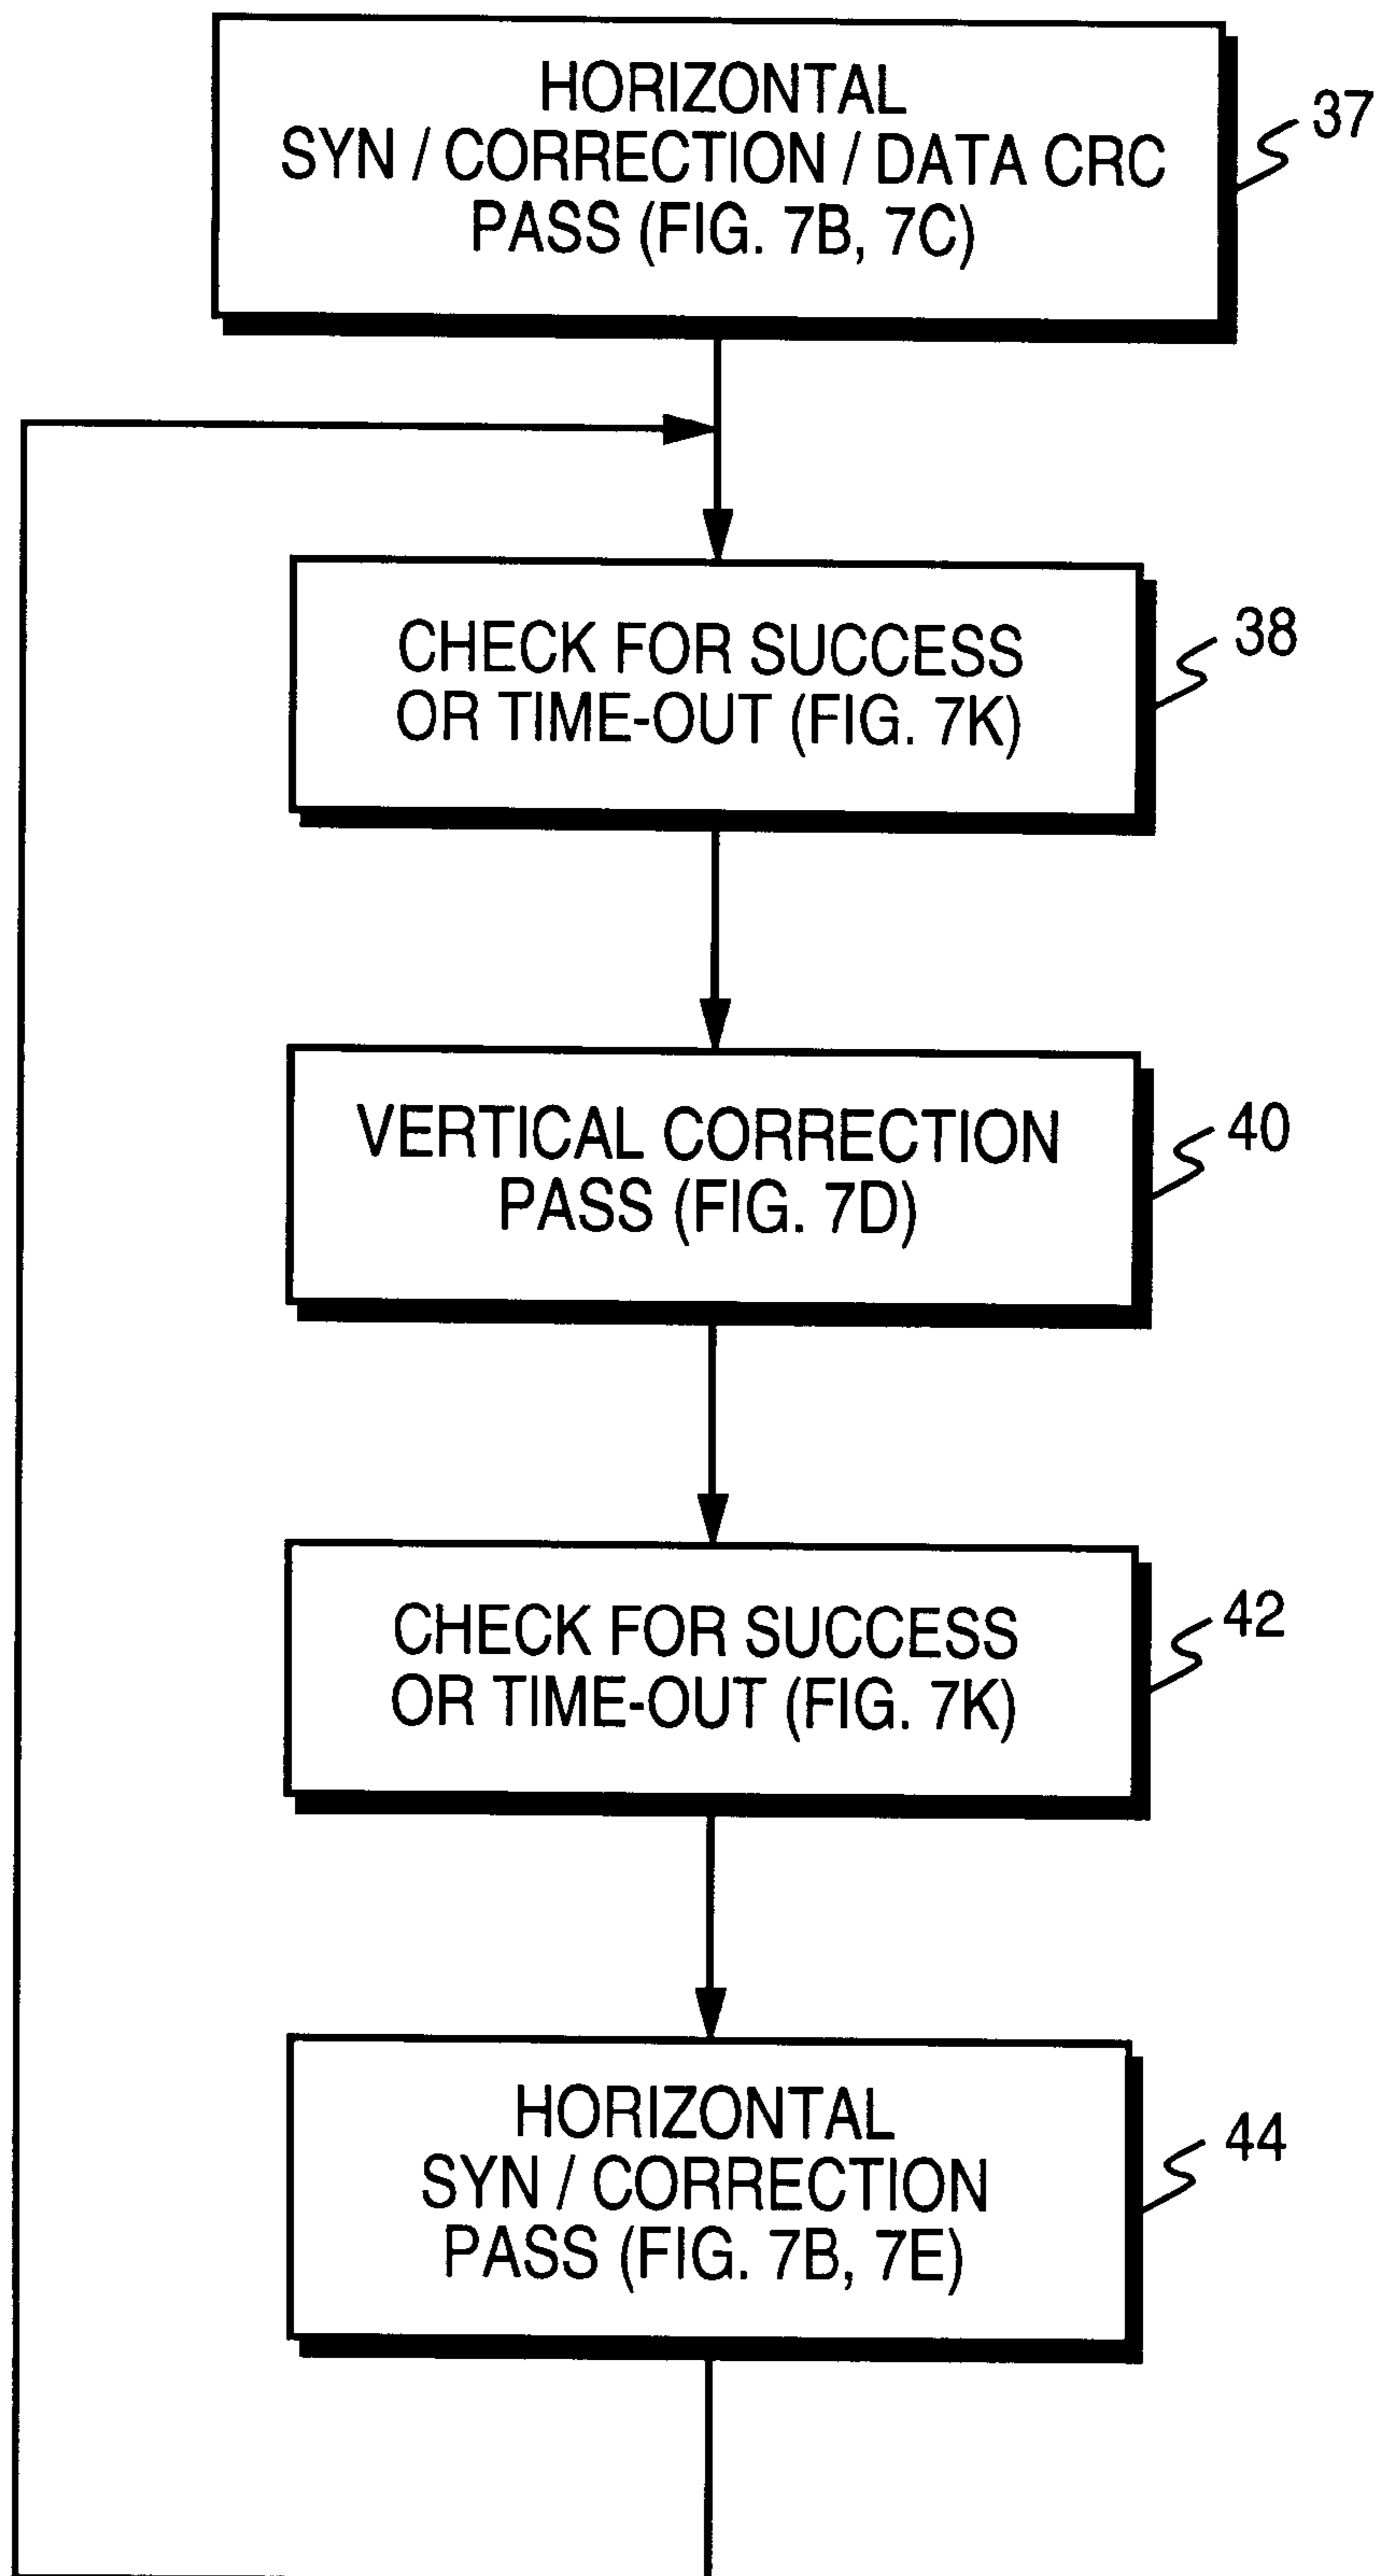 HORIZONTAL
SYN / CORRECTION / DATA CRC
PASS (FIG. 7B, 7C)
37
CHECK FOR SUCCESS
OR TIME-OUT (FIG. 7K)
38
VERTICAL CORRECTION
PASS (FIG. 7D)
40
CHECK FOR SUCCESS
OR TIME-OUT (FIG. 7K)
42
HORIZONTAL
SYN / CORRECTION
PASS (FIG. 7B, 7E)
44